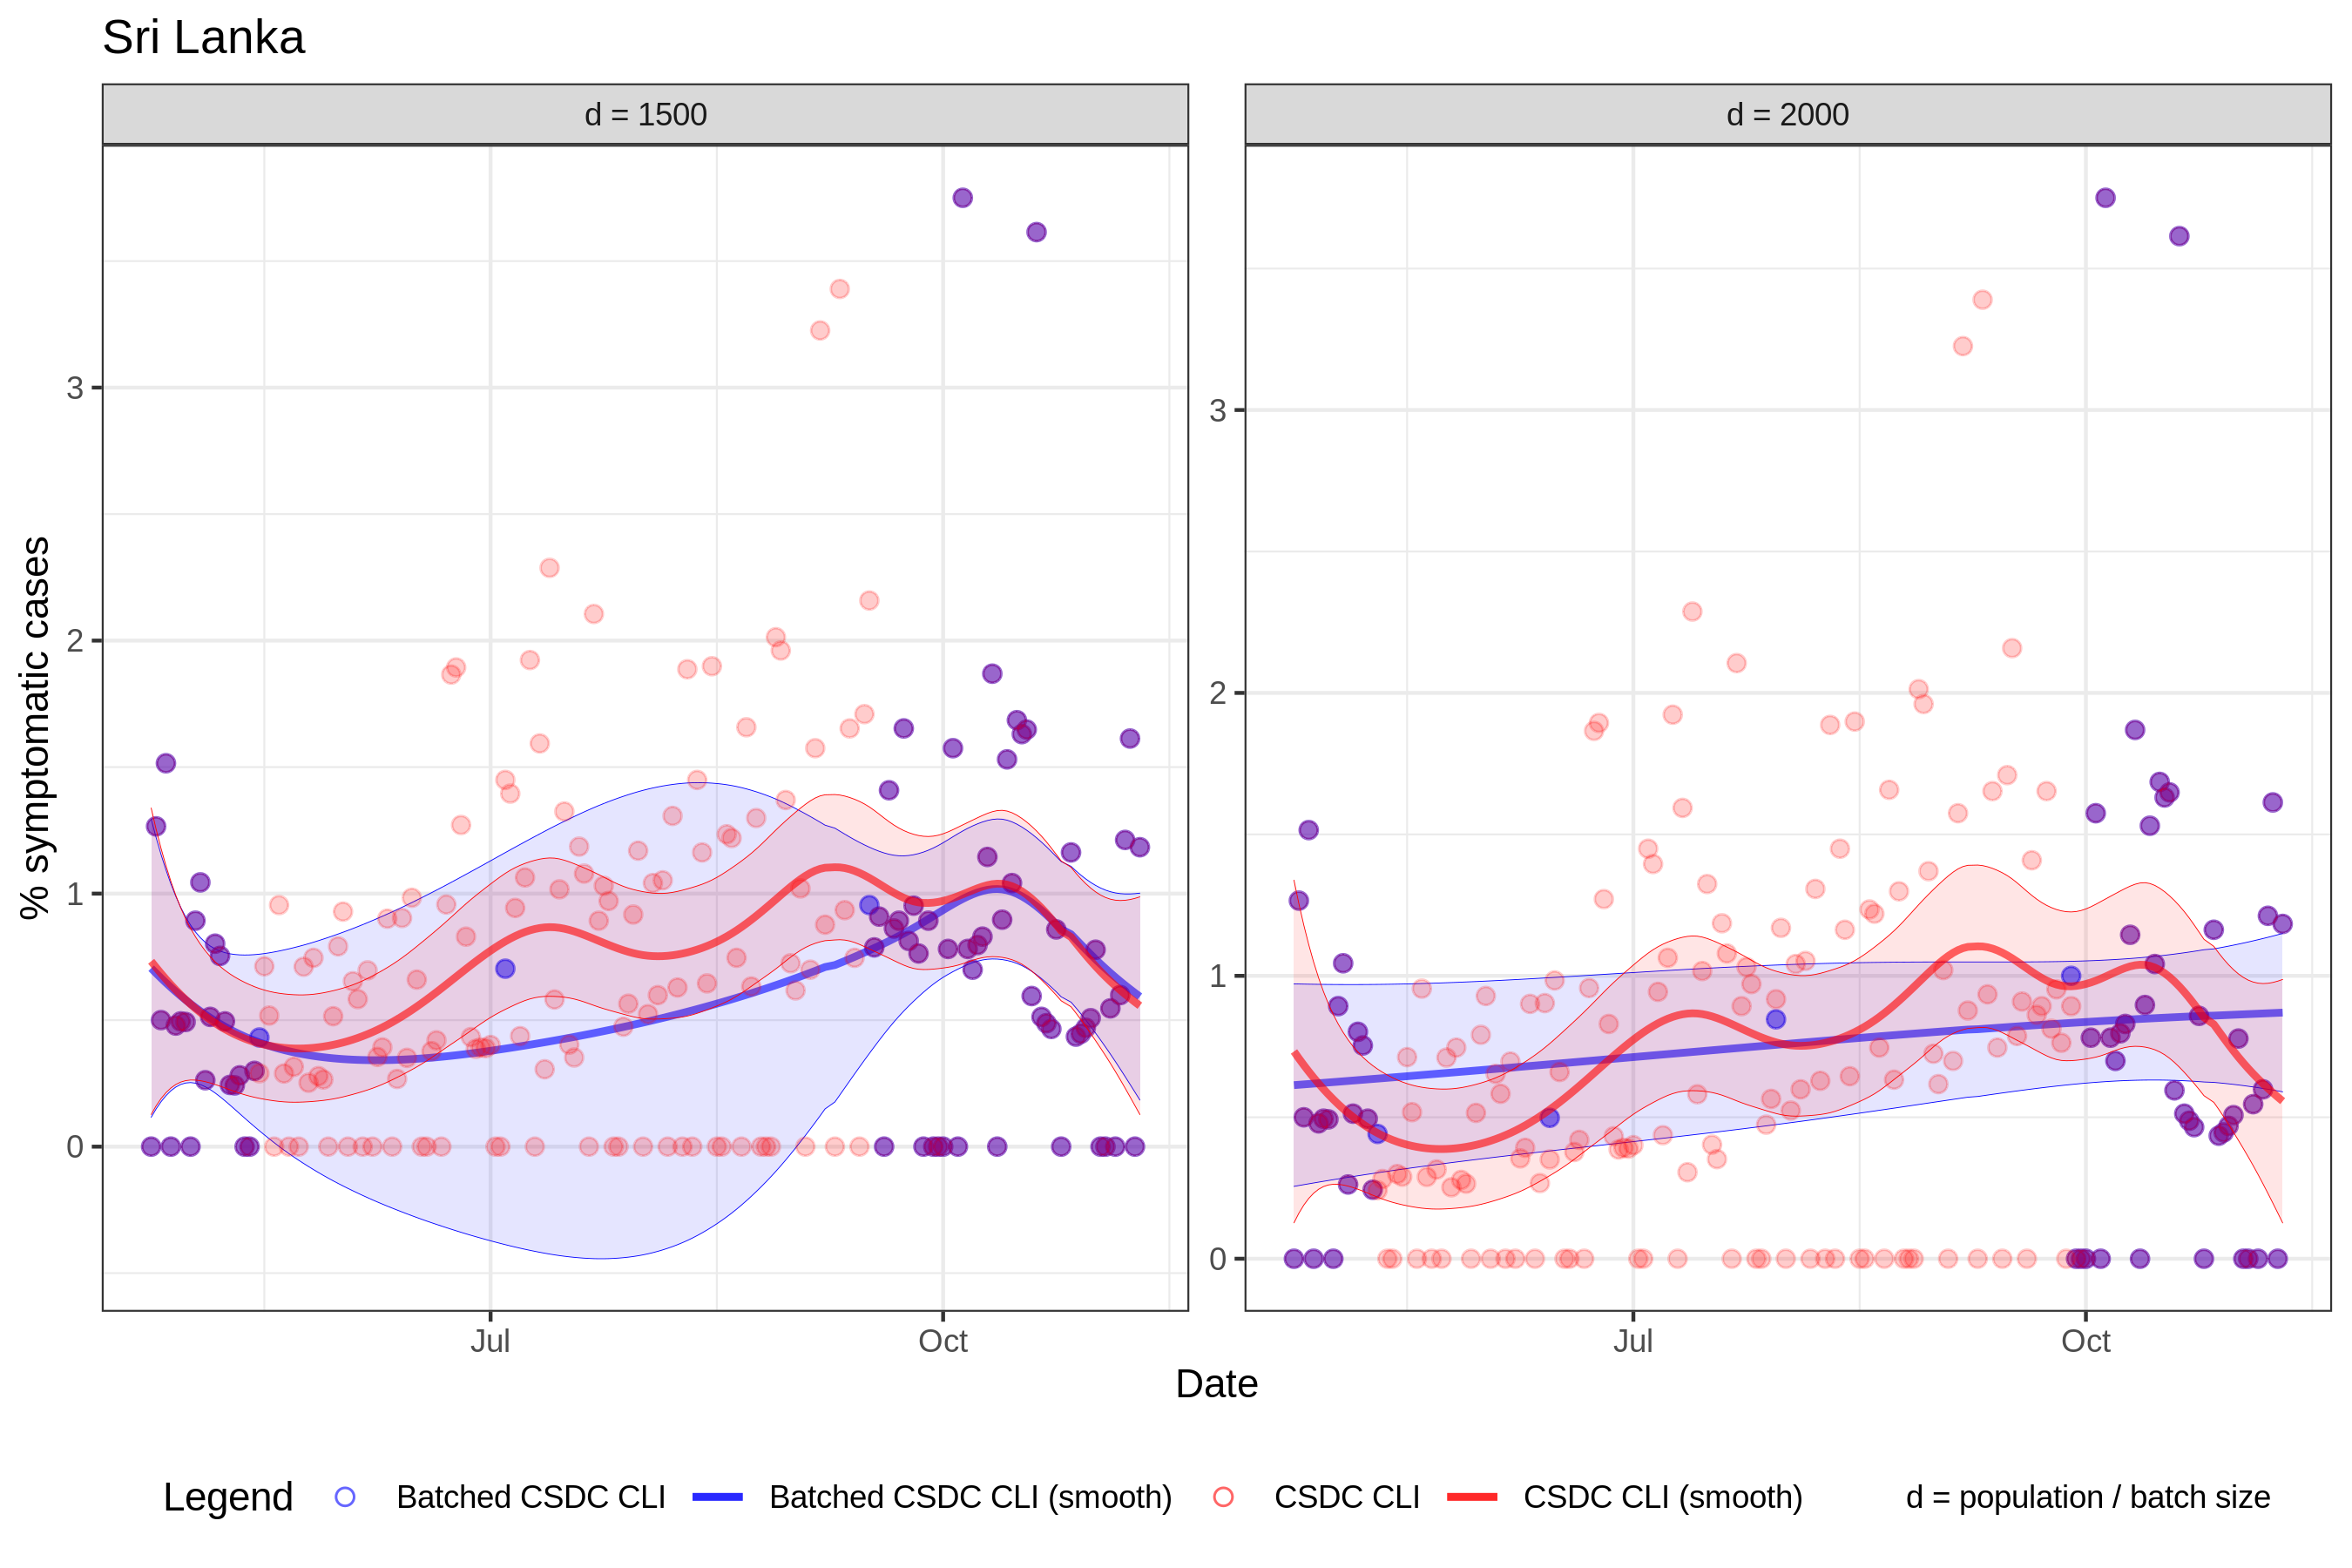 Sri Lanka
d = 1500
d = 2000
% symptomatic cases
3
2
1
0
3
2
1
0
Jul
Oct
Jul
Oct
Date
Legend
Batched CSDC CLI
Batched CSDC CLI (smooth)
CSDC CLI
CSDC CLI (smooth)
d = population / batch size